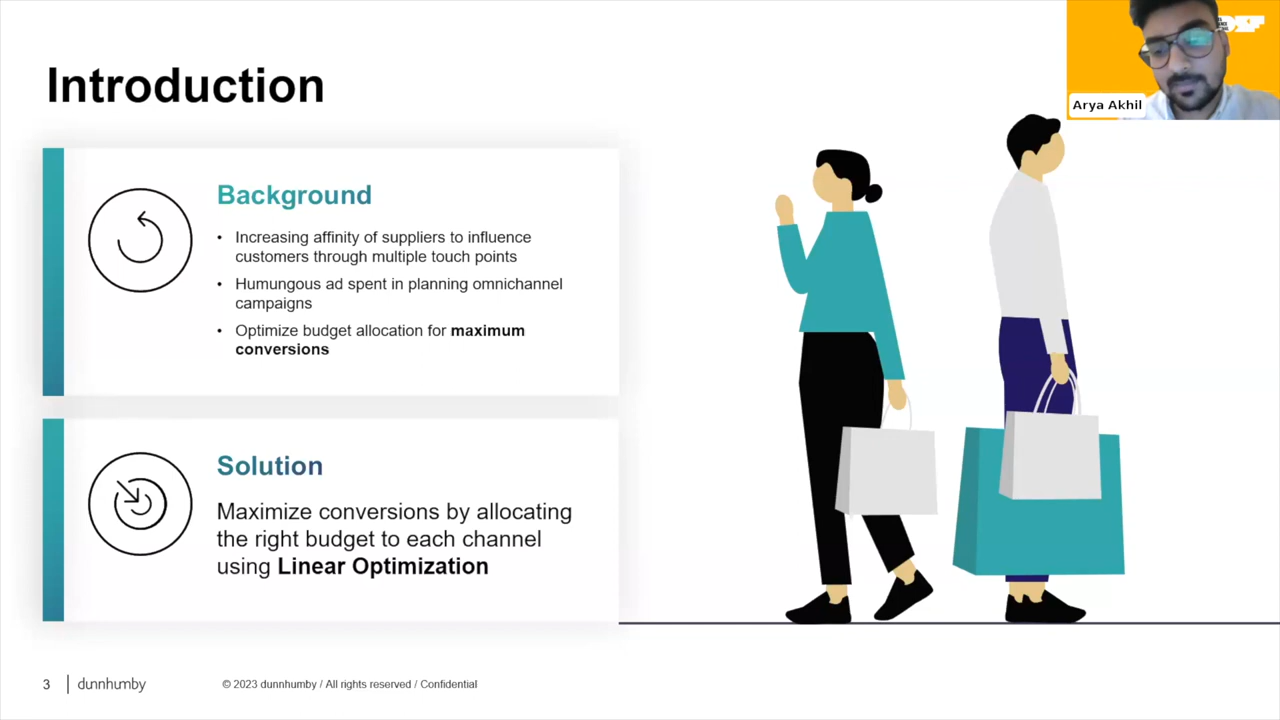 Introduction
Arya Akhil
Background
• Increasing affinity of suppliers to influence
customers through multiple touch points
• Humungous ad spent in planning omnichannel
campaigns
• Optimize budget allocation for maximum
conversions
Solution
Maximize conversions by allocating
the right budget to each channel
using Linear Optimization
3
dunnhumby
© 2023 dunnhumby / All rights reserved / Confidential